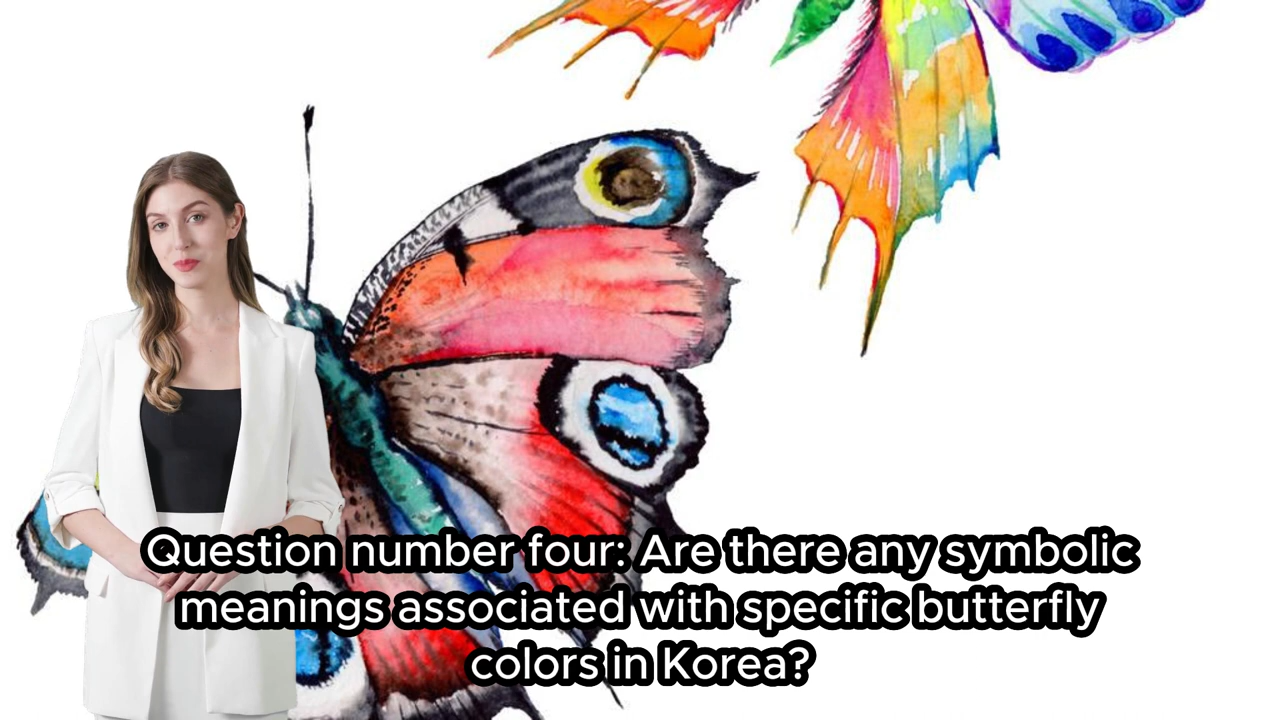 Question number four: Are there any symbolic
meanings associated with specific butterfly
colors in Korea?